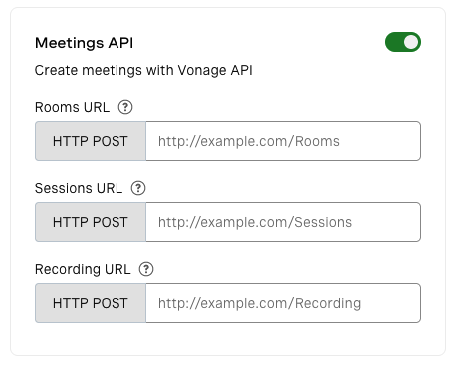 Meetings API
Create meetings with Vonage API
Rooms URL ?
HTTP POST http://example.com/Rooms
Sessions URL ?
HTTP POST http://example.com/Sessions
Recording URL ?
HTTP POST http://example.com/Recording